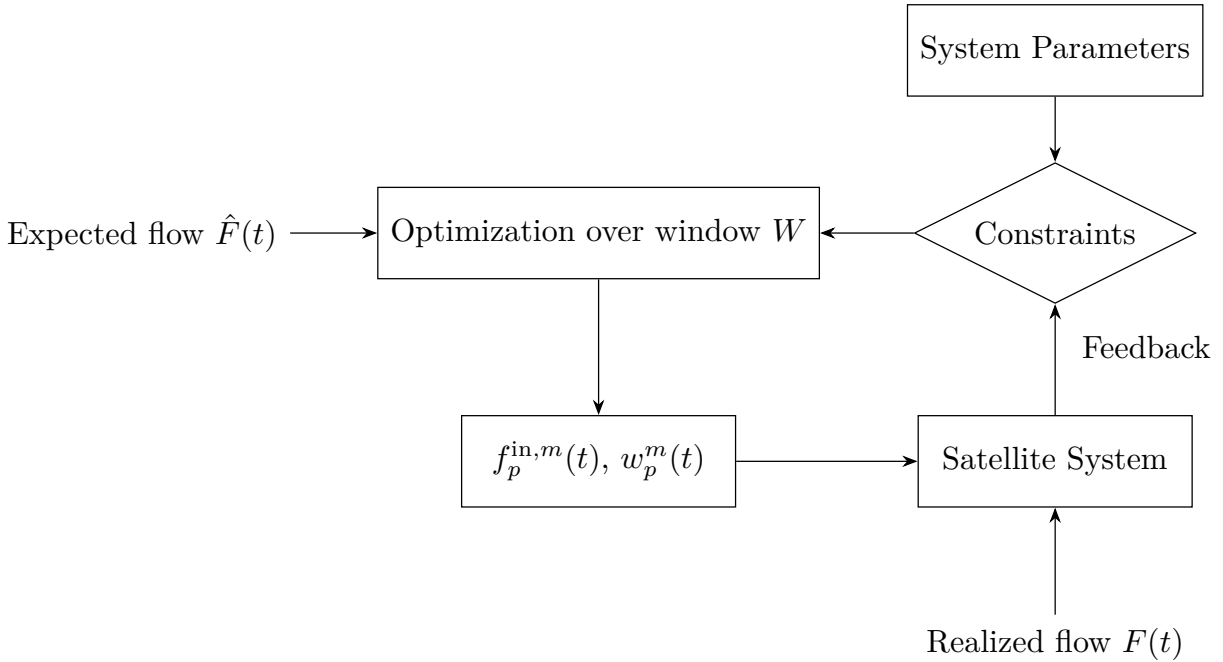 System Parameters
Expected flow $\hat{F}(t)$
Optimization over window $W$
Constraints
Feedback
$f_p^{\text{in},m}(t)$, $w_p^m(t)$
Satellite System
Realized flow $F(t)$